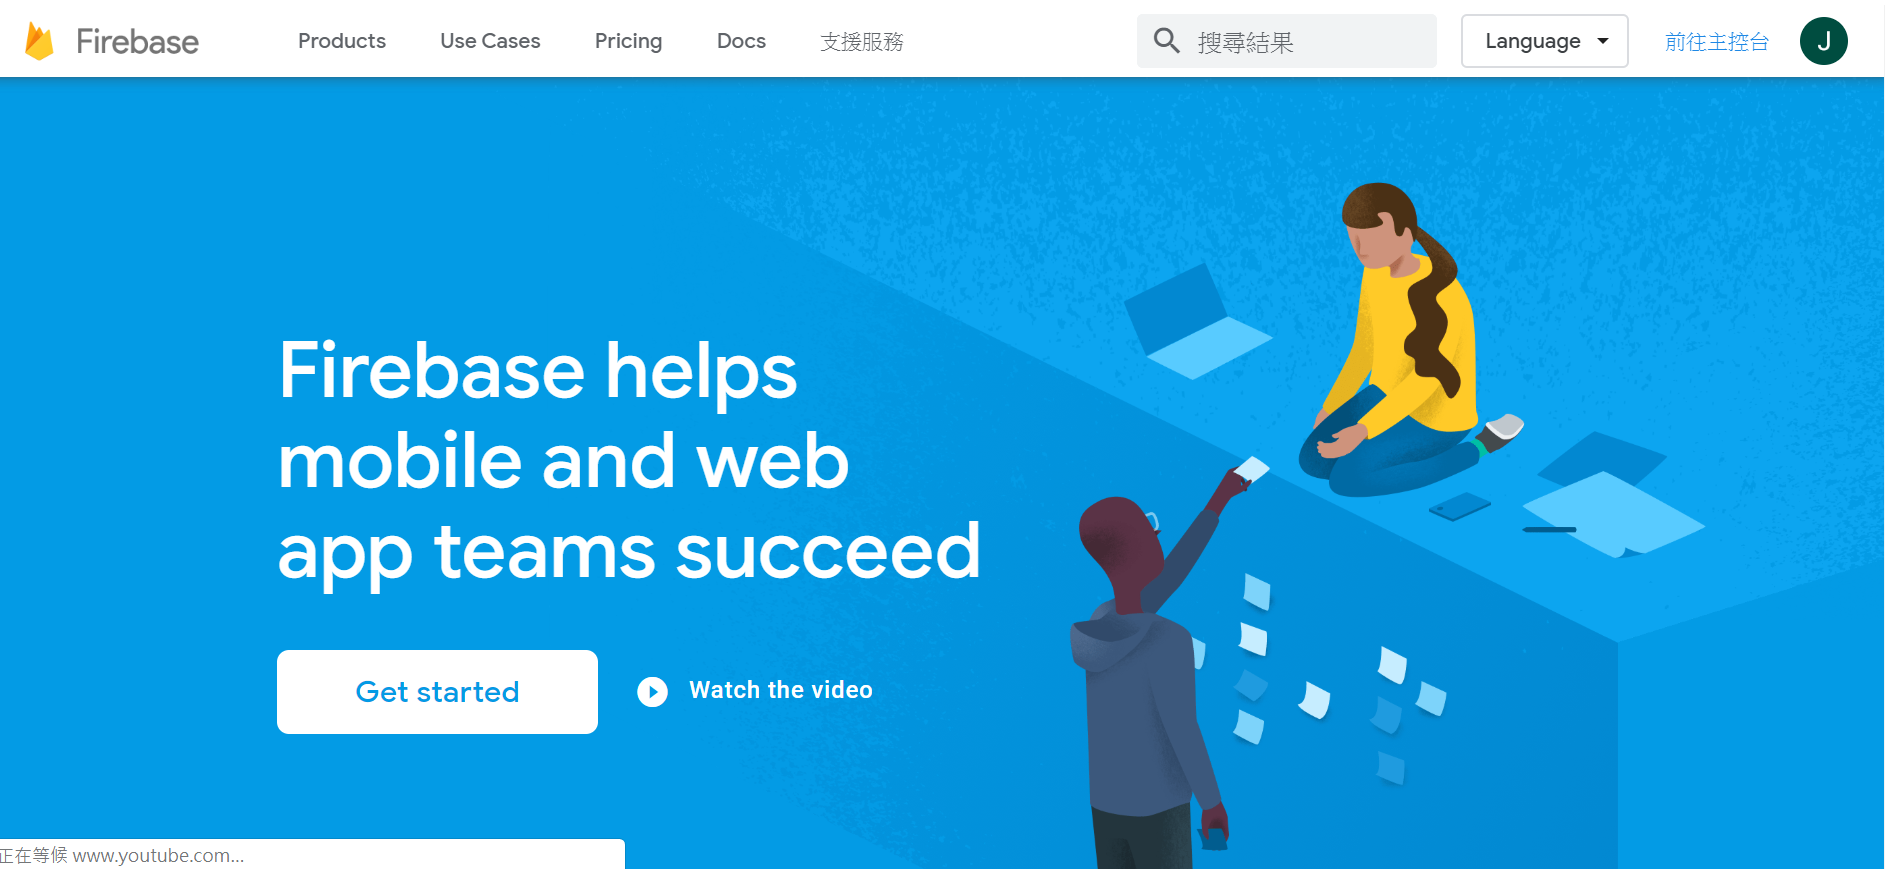 Firebase Products Use Cases Pricing Docs 支援服務 搜尋結果 Language 前往主控台 J
Firebase helps
mobile and web
app teams succeed
Get started Watch the video
正在等候 www.youtube.com...